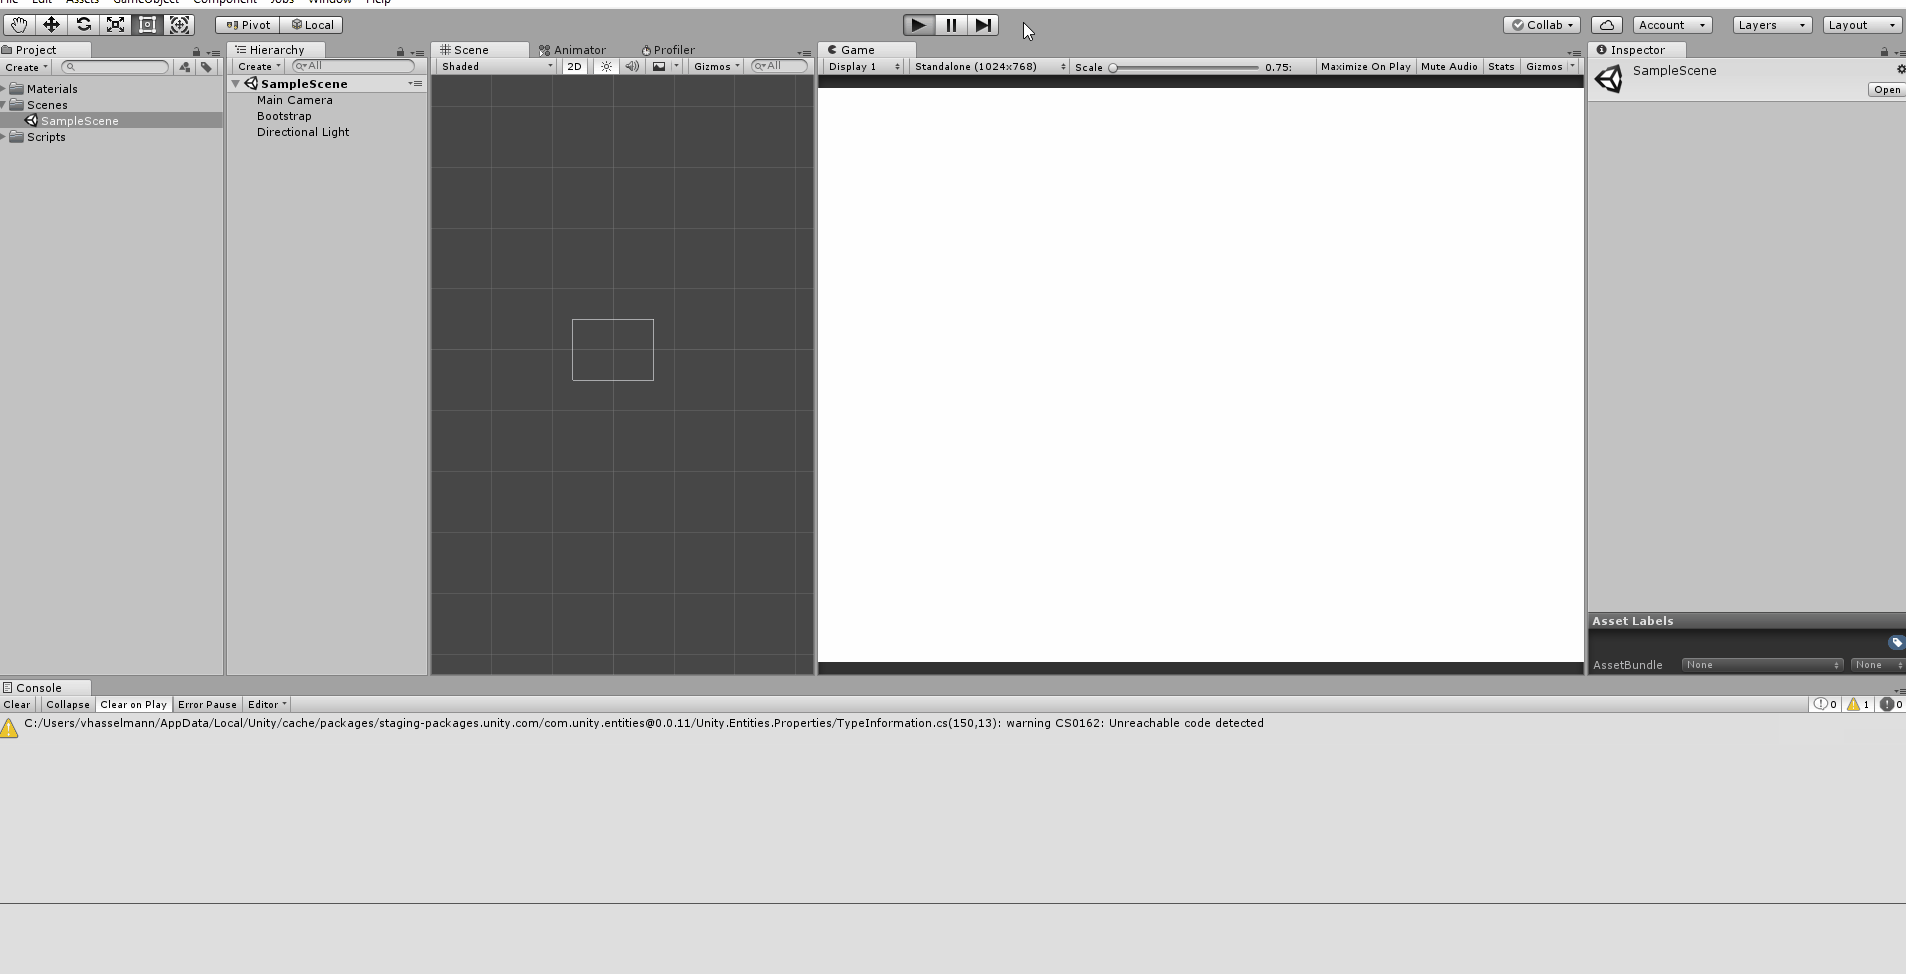 File Edit Assets GameObject Component Jobs Window Help
Pivot Local Collab Account Layers Layout
Project Hierarchy Scene Animator Profiler Game Inspector
Create Create All Shaded 2D Gizmos All Display 1 Standalone (1024x768) Scale 0.75: Maximize On Play Mute Audio Stats Gizmos
SampleScene
SampleScene
Open
Materials
Scenes
SampleScene
Scripts
Main Camera
Bootstrap
Directional Light
Asset Labels
AssetBundle None None
Console
Clear Collapse Clear on Play Error Pause Editor 0 1 0
C:/Users/vhasselmann/AppData/Local/Unity/cache/packages/staging-packages.unity.com/com.unity.entities@0.0.11/Unity.Entities.Properties/TypeInformation.cs(150,13): warning CS0162: Unreachable code detected